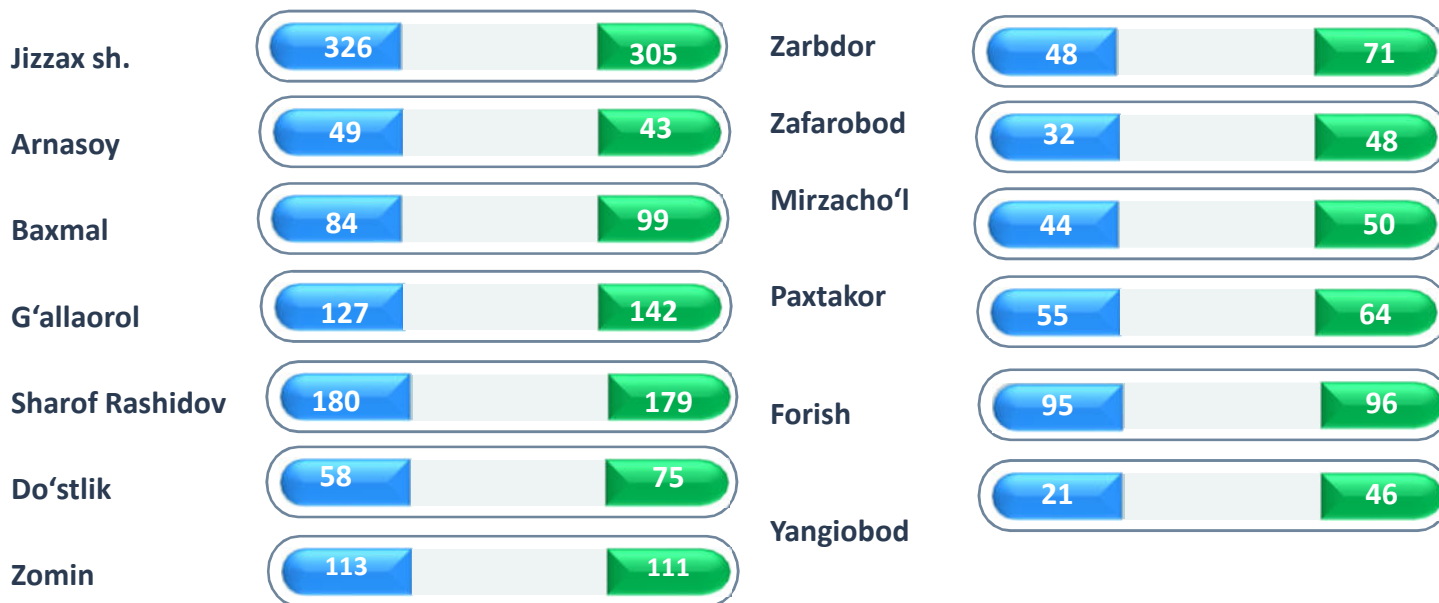 Jizzax sh. 326 305
Arnasoy 49 43
Baxmal 84 99
G‘allaorol 127 142
Sharof Rashidov 180 179
Do‘stlik 58 75
Zomin 113 111
Zarbdor 48 71
Zafarobod 32 48
Mirzacho‘l 44 50
Paxtakor 55 64
Forish 95 96
Yangiobod 21 46